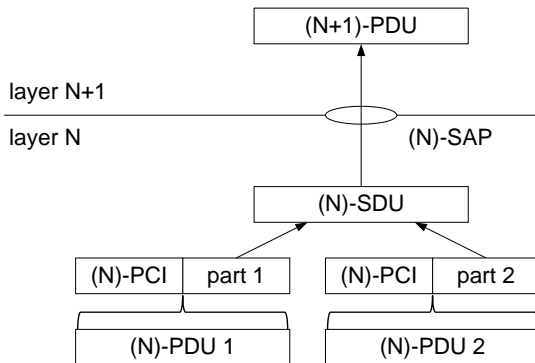 (N+1)-PDU
layer N+1
layer N
(N)-SAP
(N)-SDU
(N)-PCI
part 1
(N)-PCI
part 2
(N)-PDU 1
(N)-PDU 2